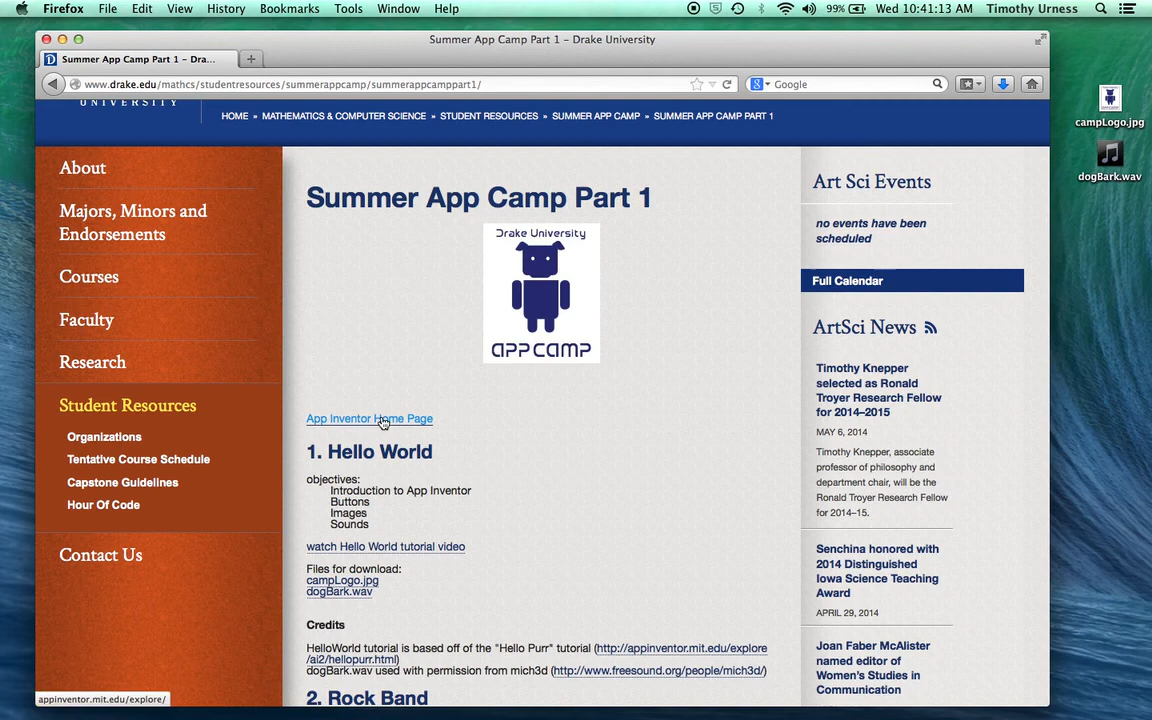 Firefox File Edit View History Bookmarks Tools Window Help 99% Wed 10:41:13 AM Timothy Urness
Summer App Camp Part 1 – Drake University
Summer App Camp Part 1 – Dra...
www.drake.edu/mathcs/studentresources/summerappcamp/summerappcamppart1/
Google
UNIVERSITY
HOME » MATHEMATICS & COMPUTER SCIENCE » STUDENT RESOURCES » SUMMER APP CAMP » SUMMER APP CAMP PART 1
About
Majors, Minors and
Endorsements
Courses
Faculty
Research
Student Resources
Organizations
Tentative Course Schedule
Capstone Guidelines
Hour Of Code
Contact Us
Summer App Camp Part 1
Drake University
APP CAMP
App Inventor Home Page
1. Hello World
objectives:
Introduction to App Inventor
Buttons
Images
Sounds
watch Hello World tutorial video
Files for download:
campLogo.jpg
dogBark.wav
Credits
HelloWorld tutorial is based off of the "Hello Purr" tutorial (http://appinventor.mit.edu/explore
/ai2/hellopurr.html)
dogBark.wav used with permission from mich3d (http://www.freesound.org/people/mich3d/)
2. Rock Band
Art Sci Events
no events have been
scheduled
Full Calendar
ArtSci News
Timothy Knepper
selected as Ronald
Troyer Research Fellow
for 2014–2015
MAY 6, 2014
Timothy Knepper, associate
professor of philosophy and
department chair, will be the
Ronald Troyer Research Fellow
for 2014–15.
Senchina honored with
2014 Distinguished
Iowa Science Teaching
Award
APRIL 29, 2014
Joan Faber McAlister
named editor of
Women's Studies in
Communication
campLogo.jpg
dogBark.wav
appinventor.mit.edu/explore/